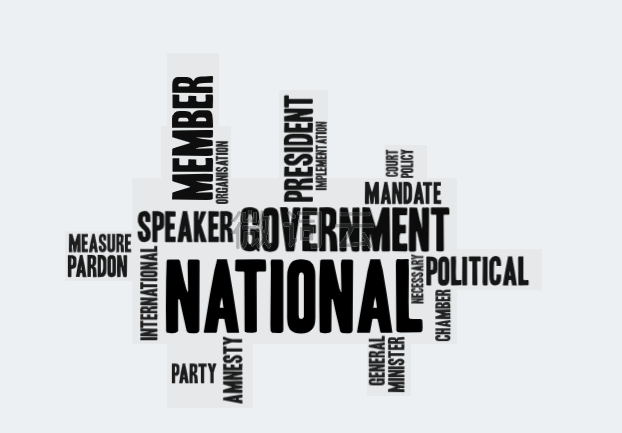 MEMBER
ORGANISATION
PRESIDENT
IMPLEMENTATION
COURT
POLICY
MANDATE
SPEAKER
GOVERNMENT
MEASURE
PARDON
INTERNATIONAL
NATIONAL
NECESSARY
POLITICAL
CHAMBER
PARTY
AMNESTY
GENERAL
MINISTER